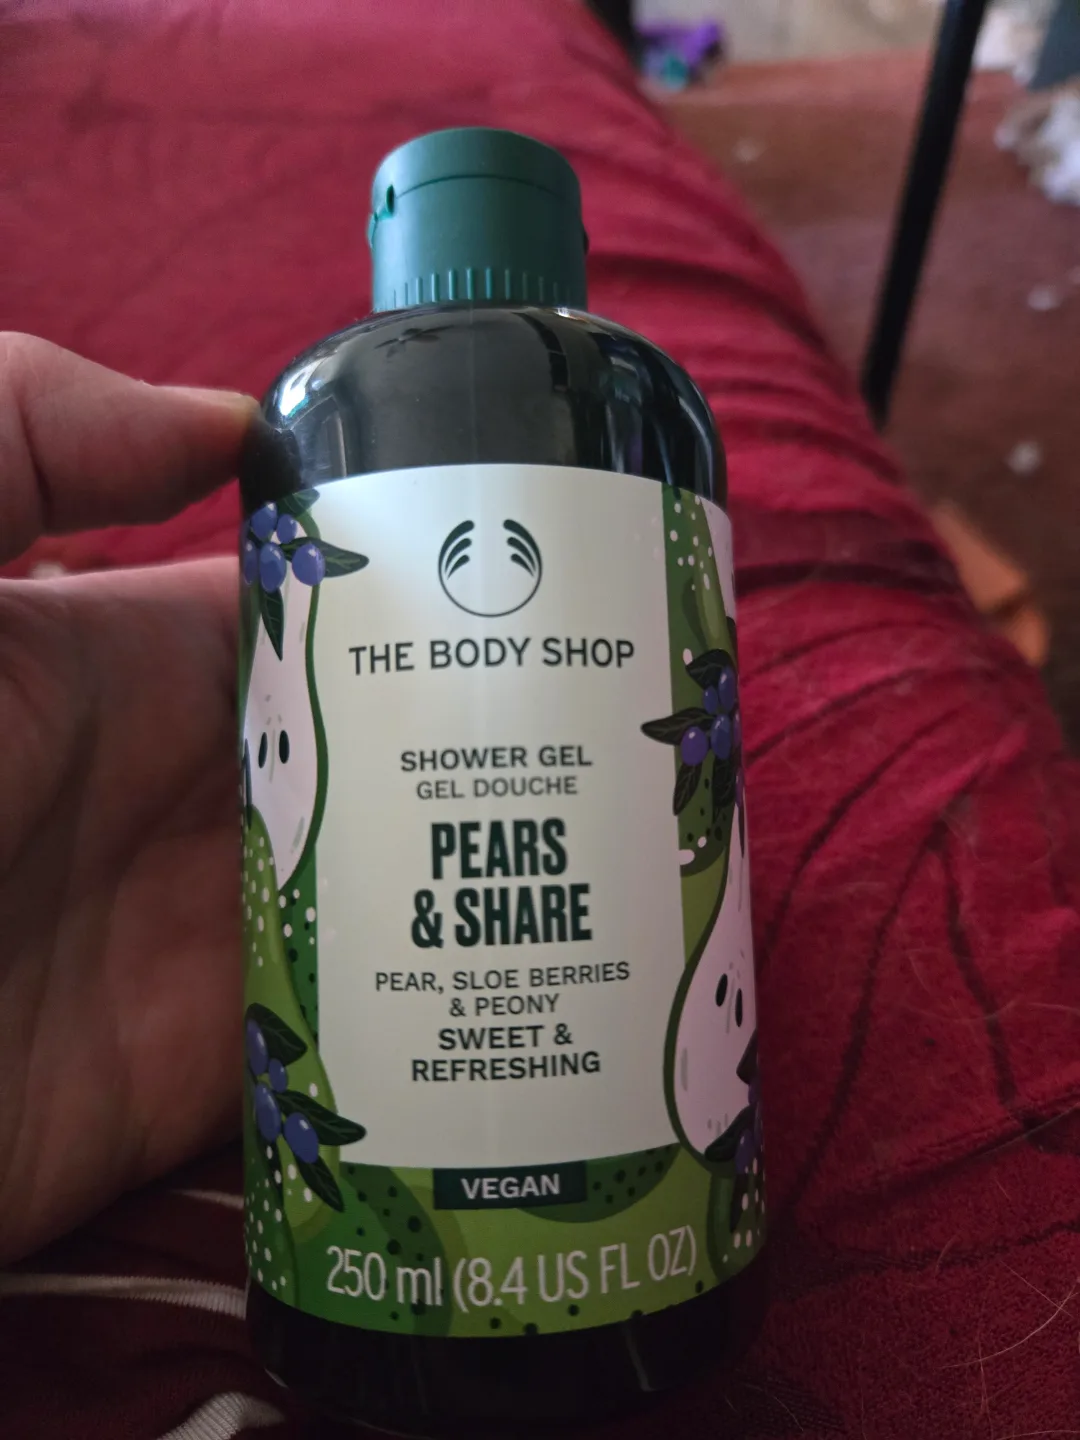 THE BODY SHOP
SHOWER GEL
GEL DOUCHE
PEARS
& SHARE
PEAR, SLOE BERRIES
& PEONY
SWEET &
REFRESHING
VEGAN
250 ml (8.4 US FL OZ)